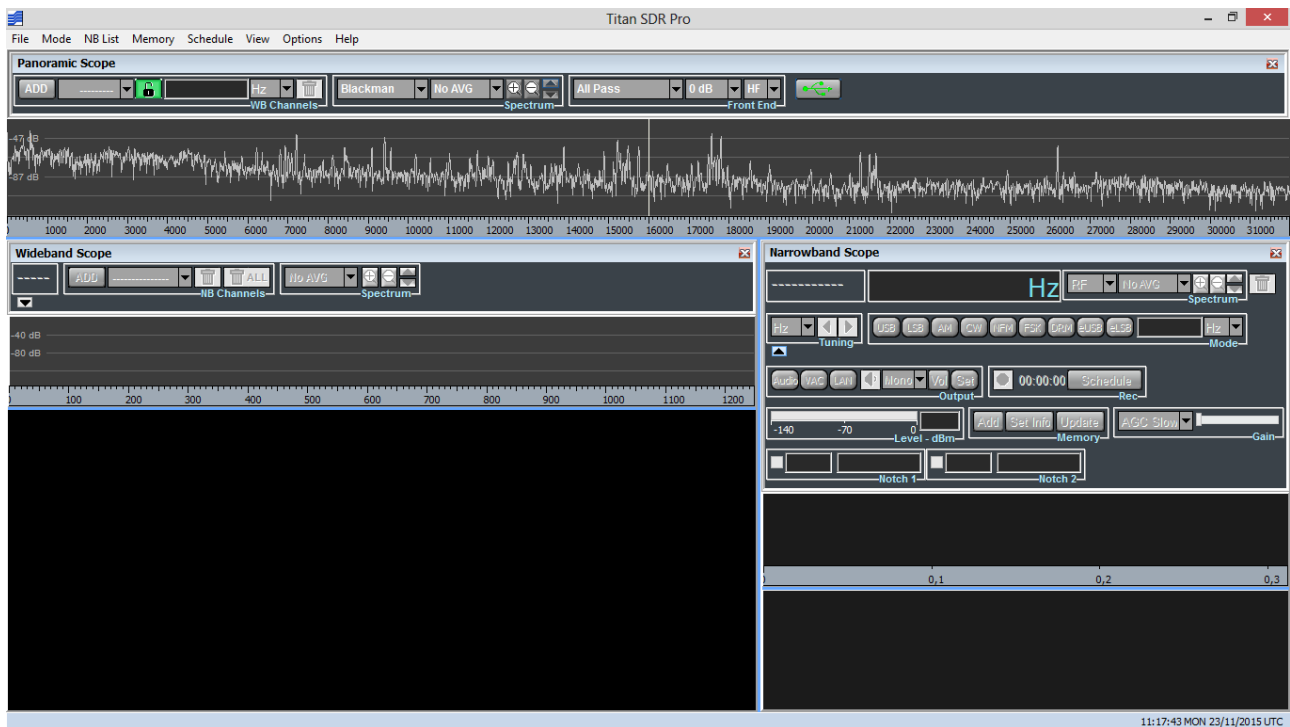 Titan SDR Pro
File Mode NB List Memory Schedule View Options Help
Panoramic Scope
ADD --------- Hz Blackman No AVG All Pass 0 dB HF
WB Channels Spectrum Front End
-47 dB
-87 dB
1000 2000 3000 4000 5000 6000 7000 8000 9000 10000 11000 12000 13000 14000 15000 16000 17000 18000 19000 20000 21000 22000 23000 24000 25000 26000 27000 28000 29000 30000 31000
Wideband Scope
----- ADD --------------- ALL No AVG
NB Channels Spectrum
-40 dB
-80 dB
100 200 300 400 500 600 700 800 900 1000 1100 1200
Narrowband Scope
----------- Hz RF No AVG
Spectrum
Hz USB LSB AM CW NFM FSK DRM eUSB eLSB Hz
Tuning Mode
Audio VAC LAN Mono Vol Set 00:00:00 Schedule
Output Rec
-140 -70 0 Add Set Info Update AGC Slow
Level - dBm Memory Gain
Notch 1 Notch 2
0,1 0,2 0,3
11:17:43 MON 23/11/2015 UTC